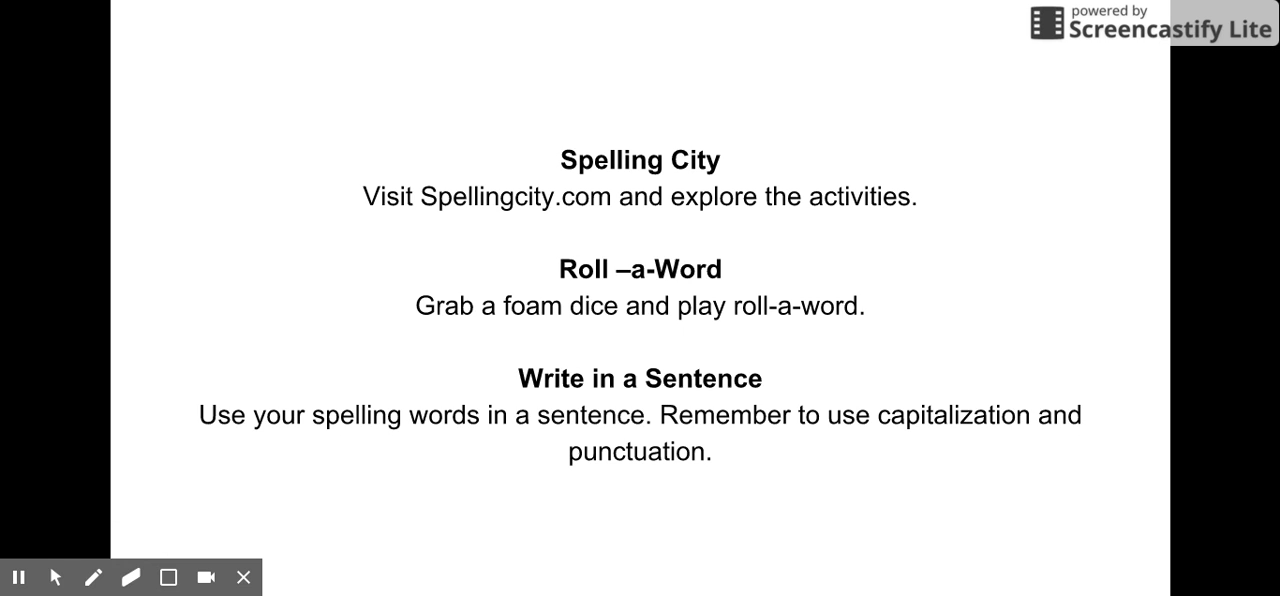 powered by
Screencastify Lite
Spelling City
Visit Spellingcity.com and explore the activities.
Roll –a-Word
Grab a foam dice and play roll-a-word.
Write in a Sentence
Use your spelling words in a sentence. Remember to use capitalization and
punctuation.